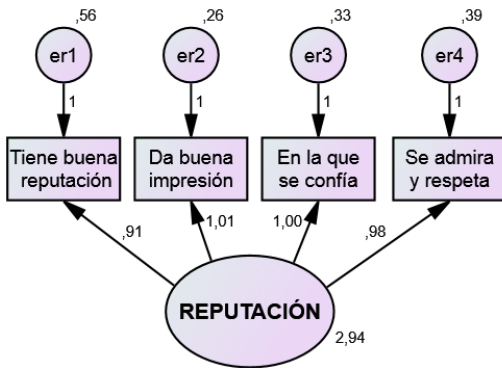 ,56
,26
,33
,39
er1
er2
er3
er4
1
1
1
1
Tiene buena
reputación
Da buena
impresión
En la que
se confía
Se admira
y respeta
,91
1,01
1,00
,98
REPUTACIÓN
2,94